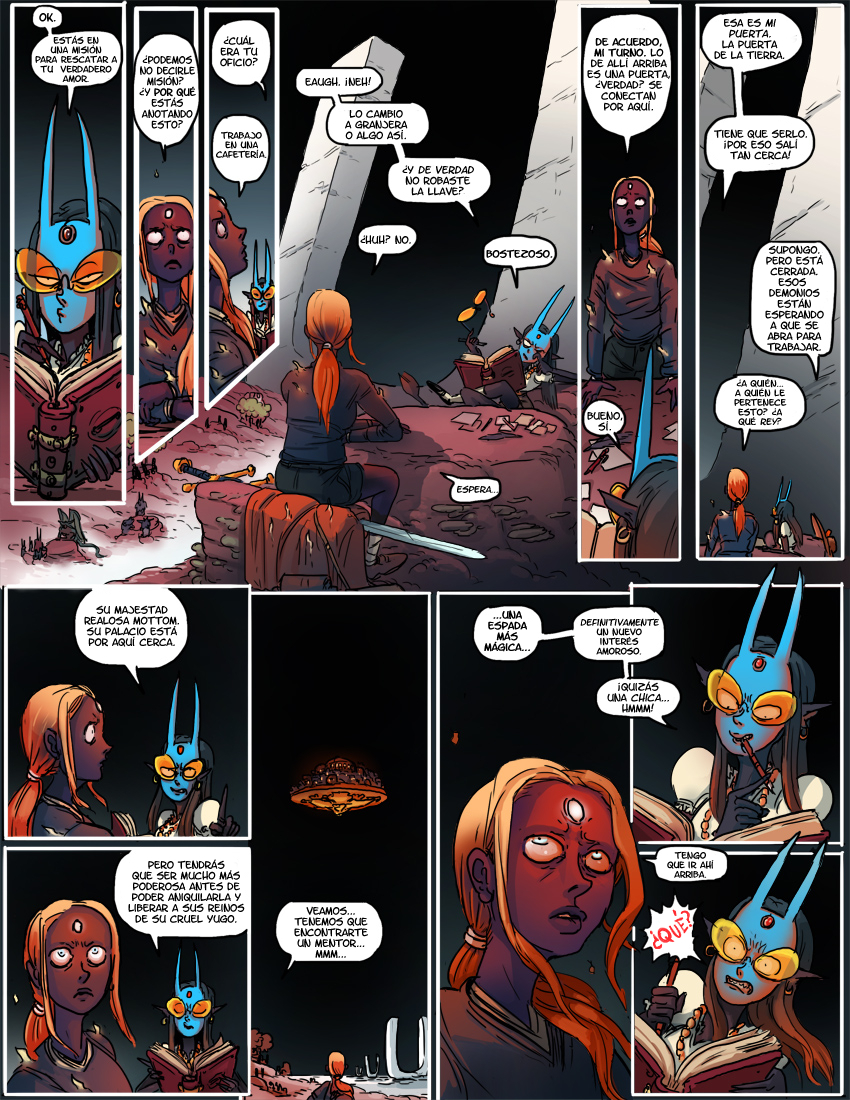 OK.
ESTÁS EN
UNA MISIÓN
PARA RESCATAR A
TU VERDADERO
AMOR.
¿PODEMOS
NO DECIRLE
MISIÓN?
¿Y POR QUÉ
ESTÁS
ANOTANDO
ESTO?
¿CUÁL
ERA TU
OFICIO?
TRABAJO
EN UNA
CAFETERÍA.
EAUGH. ¡NEH!
LO CAMBIO
A GRANJERA
O ALGO ASÍ.
¿Y DE VERDAD
NO ROBASTE
LA LLAVE?
¿HUH? NO.
BOSTEZOSO.
ESPERA...
DE ACUERDO,
MI TURNO. LO
DE ALLÍ ARRIBA
ES UNA PUERTA,
¿VERDAD? SE
CONECTAN
POR AQUÍ.
BUENO,
SÍ.
ESA ES MI
PUERTA.
LA PUERTA
DE LA TIERRA.
TIENE QUE SERLO.
¡POR ESO SALÍ
TAN CERCA!
SUPONGO.
PERO ESTÁ
CERRADA.
ESOS
DEMONIOS
ESTÁN
ESPERANDO
A QUE SE
ABRA PARA
TRABAJAR.
¿A QUIÉN...
A QUIÉN LE
PERTENECE
ESTO? ¿A
QUÉ REY?
SU MAJESTAD
REALOSA MOTTOM.
SU PALACIO ESTÁ
POR AQUÍ CERCA.
PERO TENDRÁS
QUE SER MUCHO MÁS
PODEROSA ANTES DE
PODER ANIQUILARLA Y
LIBERAR A SUS REINOS
DE SU CRUEL YUGO.
VEAMOS...
TENEMOS QUE
ENCONTRARTE
UN MENTOR...
MMM...
...UNA
ESPADA
MÁS
MÁGICA...
DEFINITIVAMENTE
UN NUEVO
INTERÉS
AMOROSO.
¡QUIZÁS
UNA CHICA...
HMMM!
TENGO
QUE IR AHÍ
ARRIBA.
¿QUÉ?